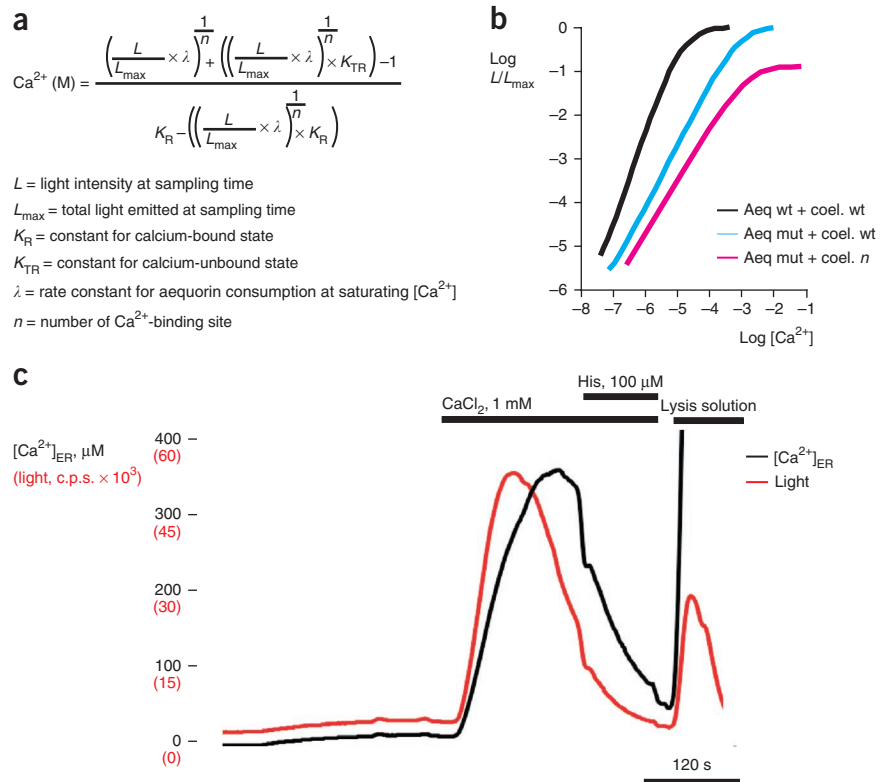 a
Ca²⁺ (M) = ((L/Lmax × λ)^(1/n) + (((L/Lmax × λ)^(1/n)) × KTR) −1) / (KR − (((L/Lmax × λ)^(1/n)) × KR))
L = light intensity at sampling time
Lmax = total light emitted at sampling time
KR = constant for calcium-bound state
KTR = constant for calcium-unbound state
λ = rate constant for aequorin consumption at saturating [Ca²⁺]
n = number of Ca²⁺-binding site
b
Log
L/Lmax
0
−1
−2
−3
−4
−5
−6
Aeq wt + coel. wt
Aeq mut + coel. wt
Aeq mut + coel. n
−8 −7 −6 −5 −4 −3 −2 −1
Log [Ca²⁺]
c
His, 100 μM
CaCl₂, 1 mM
Lysis solution
[Ca²⁺]ER, μM
(light, c.p.s. × 10³)
400
(60)
300
(45)
200
(30)
100
(15)
0
(0)
[Ca²⁺]ER
Light
120 s